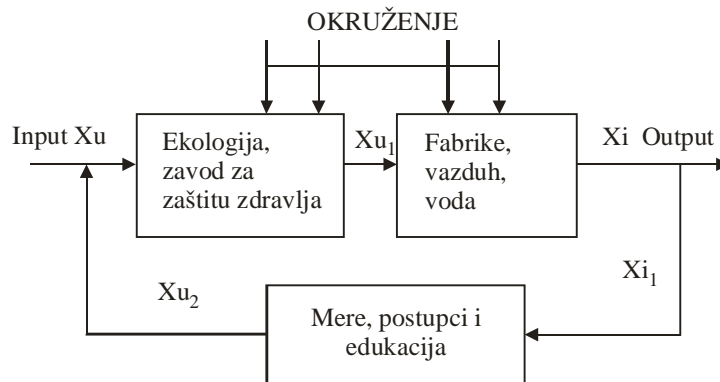 OKRUŽENJE
Input Xu
Ekologija,
zavod za
zaštitu zdravlja
Xu₁
Fabrike,
vazduh,
voda
Xi Output
Xi₁
Xu₂
Mere, postupci i
edukacija